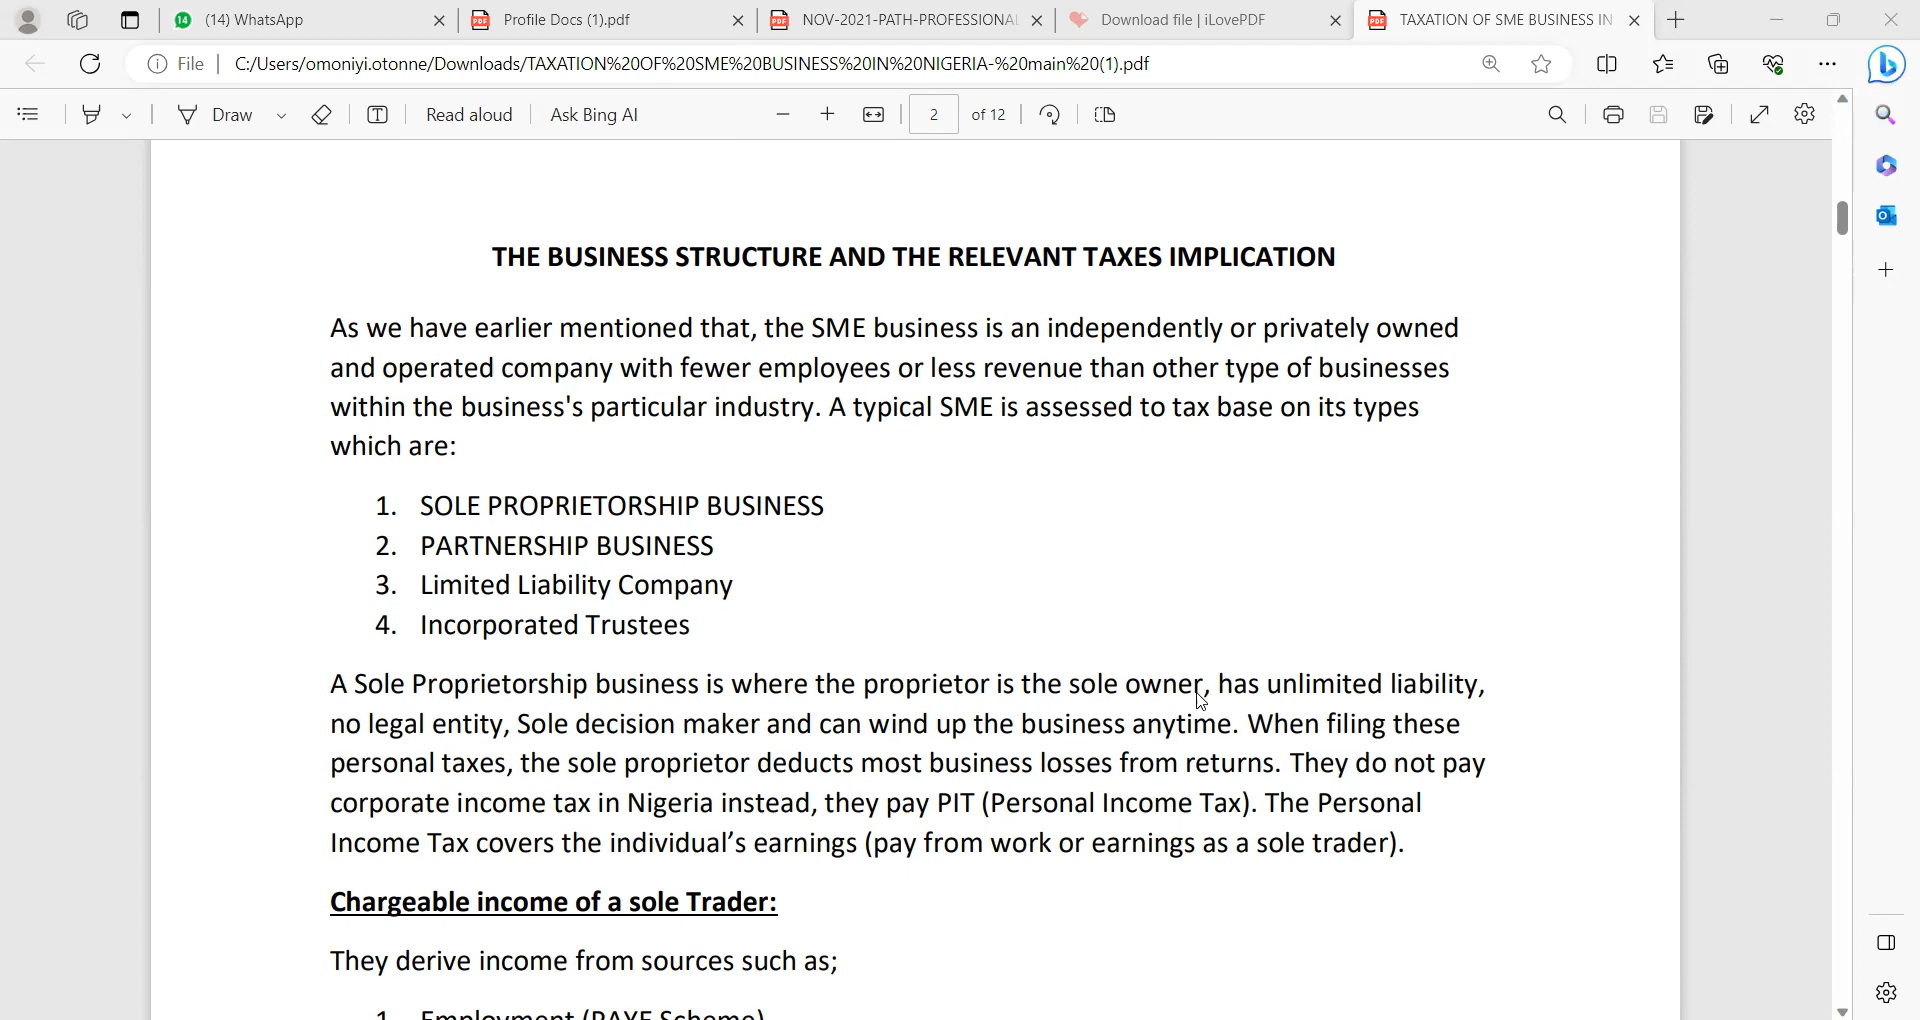 (14) WhatsApp
Profile Docs (1).pdf
NOV-2021-PATH-PROFESSIONAL
Download file | iLovePDF
TAXATION OF SME BUSINESS IN
File
C:/Users/omoniyi.otonne/Downloads/TAXATION%20OF%20SME%20BUSINESS%20IN%20NIGERIA-%20main%20(1).pdf
Draw
Read aloud
Ask Bing AI
2
of 12
THE BUSINESS STRUCTURE AND THE RELEVANT TAXES IMPLICATION
As we have earlier mentioned that, the SME business is an independently or privately owned
and operated company with fewer employees or less revenue than other type of businesses
within the business's particular industry. A typical SME is assessed to tax base on its types
which are:
1. SOLE PROPRIETORSHIP BUSINESS
2. PARTNERSHIP BUSINESS
3. Limited Liability Company
4. Incorporated Trustees
A Sole Proprietorship business is where the proprietor is the sole owner, has unlimited liability,
no legal entity, Sole decision maker and can wind up the business anytime. When filing these
personal taxes, the sole proprietor deducts most business losses from returns. They do not pay
corporate income tax in Nigeria instead, they pay PIT (Personal Income Tax). The Personal
Income Tax covers the individual’s earnings (pay from work or earnings as a sole trader).
Chargeable income of a sole Trader:
They derive income from sources such as;
1. Employment (PAYE Scheme)